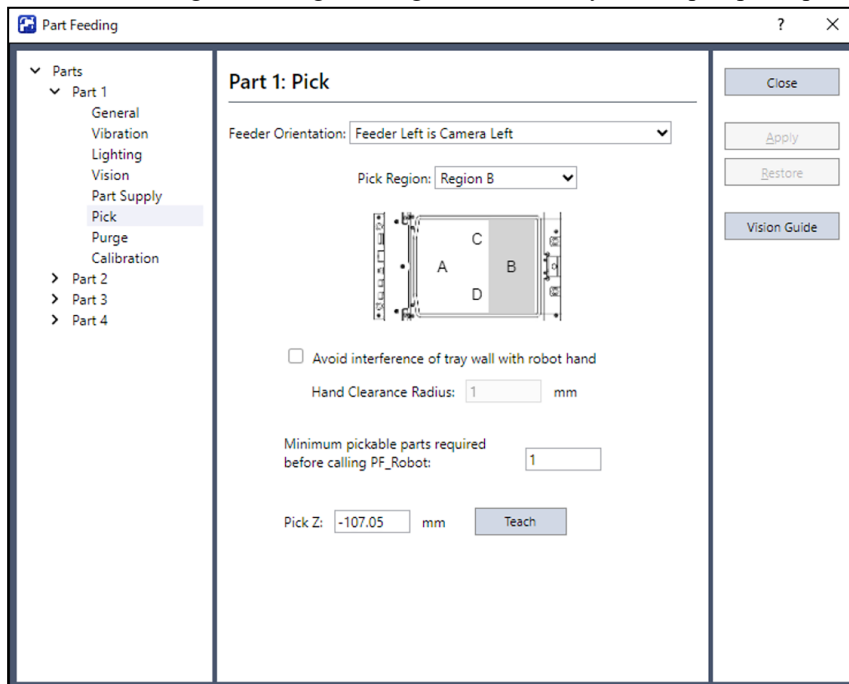 Part Feeding
? ×
Parts
Part 1
General
Vibration
Lighting
Vision
Part Supply
Pick
Purge
Calibration
Part 2
Part 3
Part 4
Part 1: Pick
Feeder Orientation: Feeder Left is Camera Left
Pick Region: Region B
C
A B
D
Avoid interference of tray wall with robot hand
Hand Clearance Radius: 1 mm
Minimum pickable parts required
before calling PF_Robot: 1
Pick Z: -107.05 mm Teach
Close
Apply
Restore
Vision Guide